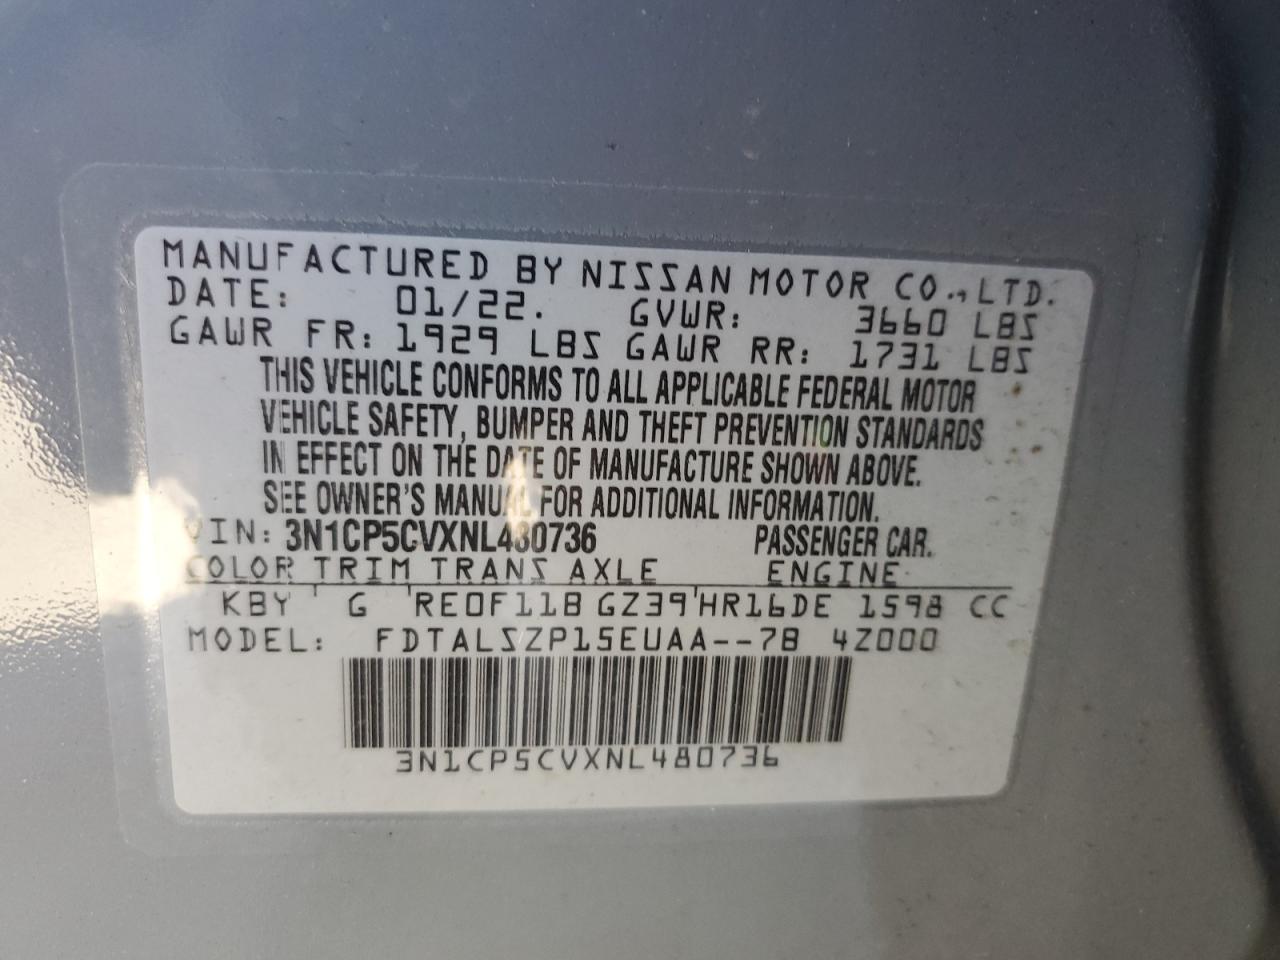 MANUFACTURED BY NISSAN MOTOR CO., LTD.
DATE: 01/22. GVWR: 3660 LBS
GAWR FR: 1929 LBS GAWR RR: 1731 LBS
THIS VEHICLE CONFORMS TO ALL APPLICABLE FEDERAL MOTOR
VEHICLE SAFETY, BUMPER AND THEFT PREVENTION STANDARDS
IN EFFECT ON THE DATE OF MANUFACTURE SHOWN ABOVE.
SEE OWNER'S MANUAL FOR ADDITIONAL INFORMATION.
VIN: 3N1CP5CVXNL480736 PASSENGER CAR.
COLOR TRIM TRANS AXLE ENGINE
KBY ' G ' RE0F11B GZ39'HR16DE 1598 CC
MODEL: FDTALSZP15EUAA--78 4Z000
3N1CP5CVXNL480736